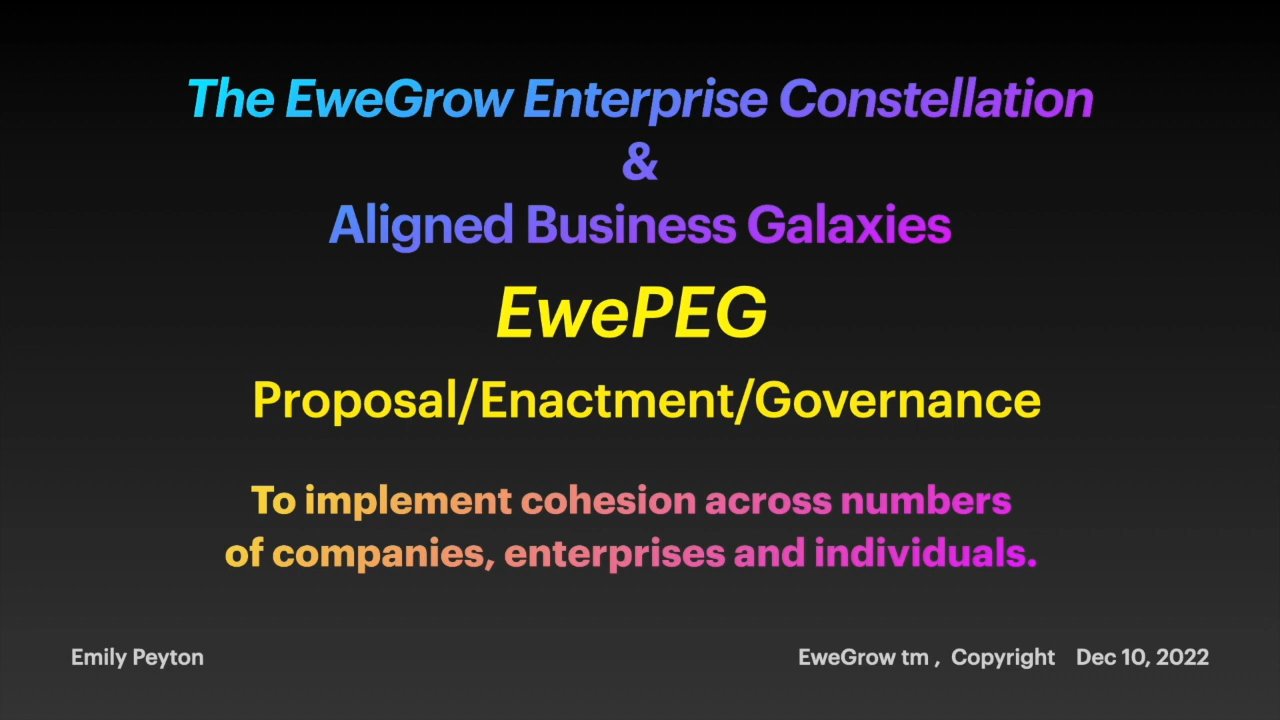 The EweGrow Enterprise Constellation
&
Aligned Business Galaxies
EwePEG
Proposal/Enactment/Governance
To implement cohesion across numbers
of companies, enterprises and individuals.
Emily Peyton
EweGrow tm , Copyright Dec 10, 2022